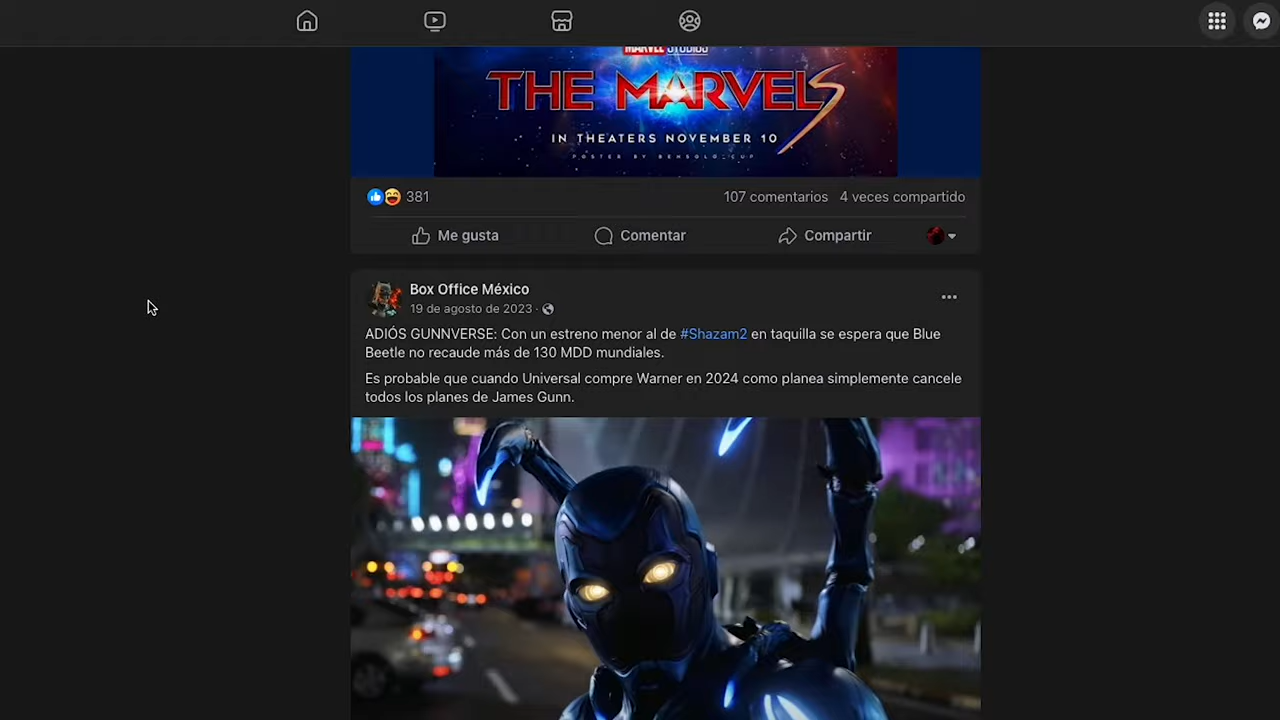 MARVEL STUDIOS
THE MARVELS
IN THEATERS NOVEMBER 10
POSTER BY BENSOLO_CUP
381
107 comentarios 4 veces compartido
Me gusta Comentar Compartir
Box Office México
19 de agosto de 2023 ·
ADIÓS GUNNVERSE: Con un estreno menor al de #Shazam2 en taquilla se espera que Blue
Beetle no recaude más de 130 MDD mundiales.
Es probable que cuando Universal compre Warner en 2024 como planea simplemente cancele
todos los planes de James Gunn.